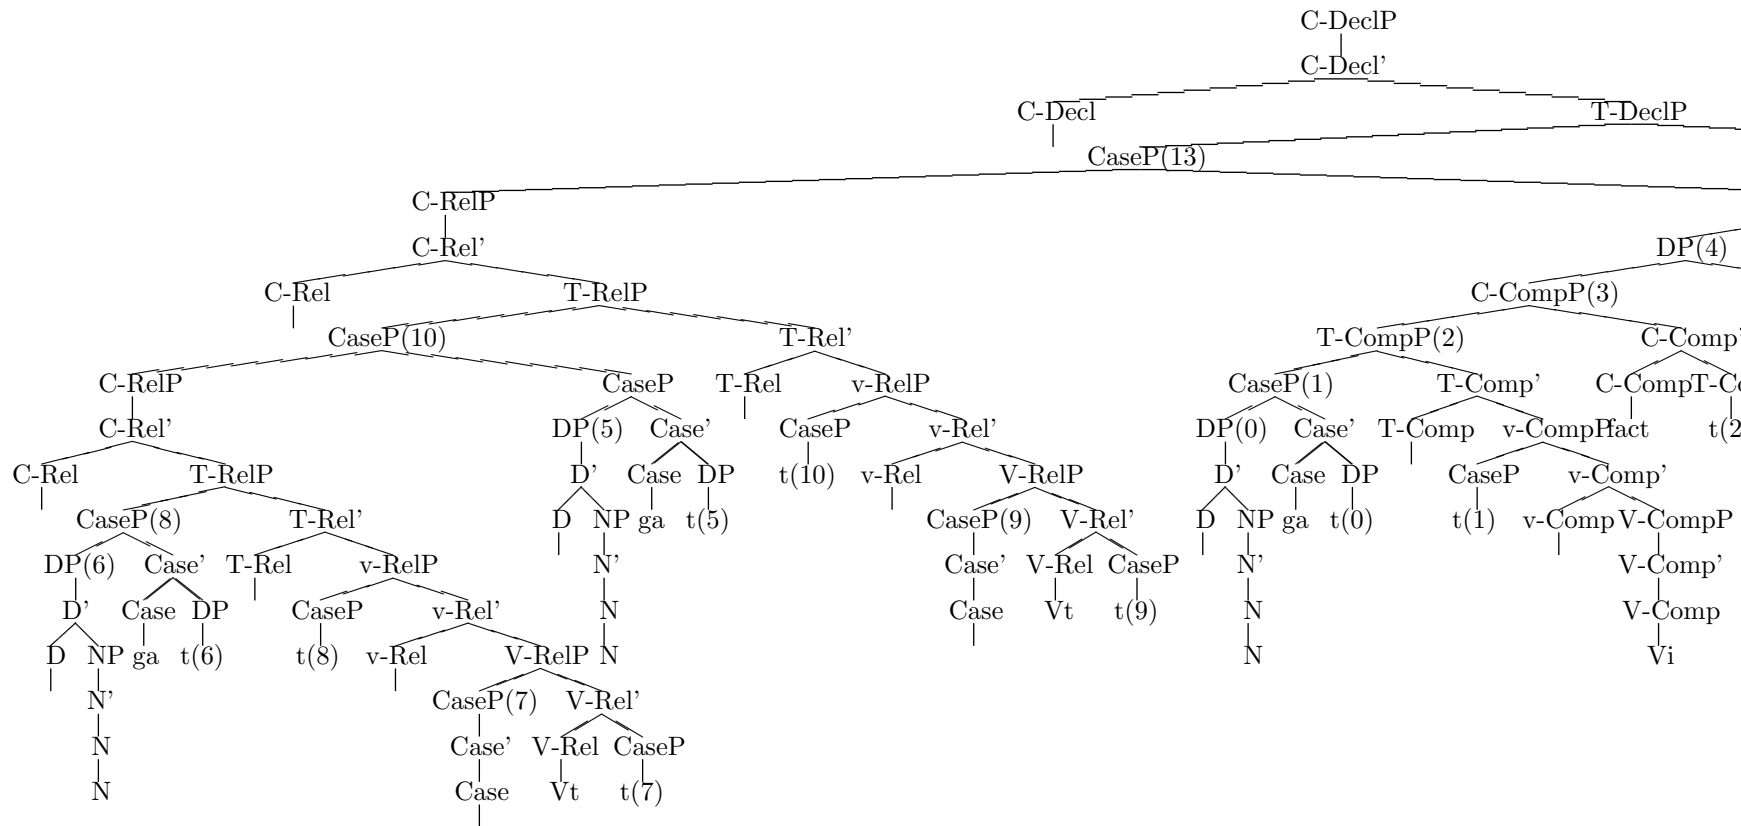 C-DeclP
C-Decl'
C-Decl T-DeclP
CaseP(13)
C-RelP
C-Rel' DP(4)
C-Rel T-RelP C-CompP(3)
CaseP(10) T-Rel' T-CompP(2) C-Comp'
C-RelP CaseP T-Rel v-RelP CaseP(1) T-Comp' C-Comp T-Co
C-Rel' DP(5) Case' CaseP v-Rel' DP(0) Case' T-Comp v-CompP fact t(2
C-Rel T-RelP D' Case DP t(10) v-Rel V-RelP D' Case DP CaseP v-Comp'
CaseP(8) T-Rel' D NP ga t(5) CaseP(9) V-Rel' D NP ga t(0) t(1) v-Comp V-CompP
DP(6) Case' T-Rel v-RelP N' Case' V-Rel CaseP N' V-Comp'
D' Case DP CaseP v-Rel' N Case Vt t(9) N V-Comp
D NP ga t(6) t(8) v-Rel V-RelP N N Vi
N' CaseP(7) V-Rel'
N Case' V-Rel CaseP
N Case Vt t(7)